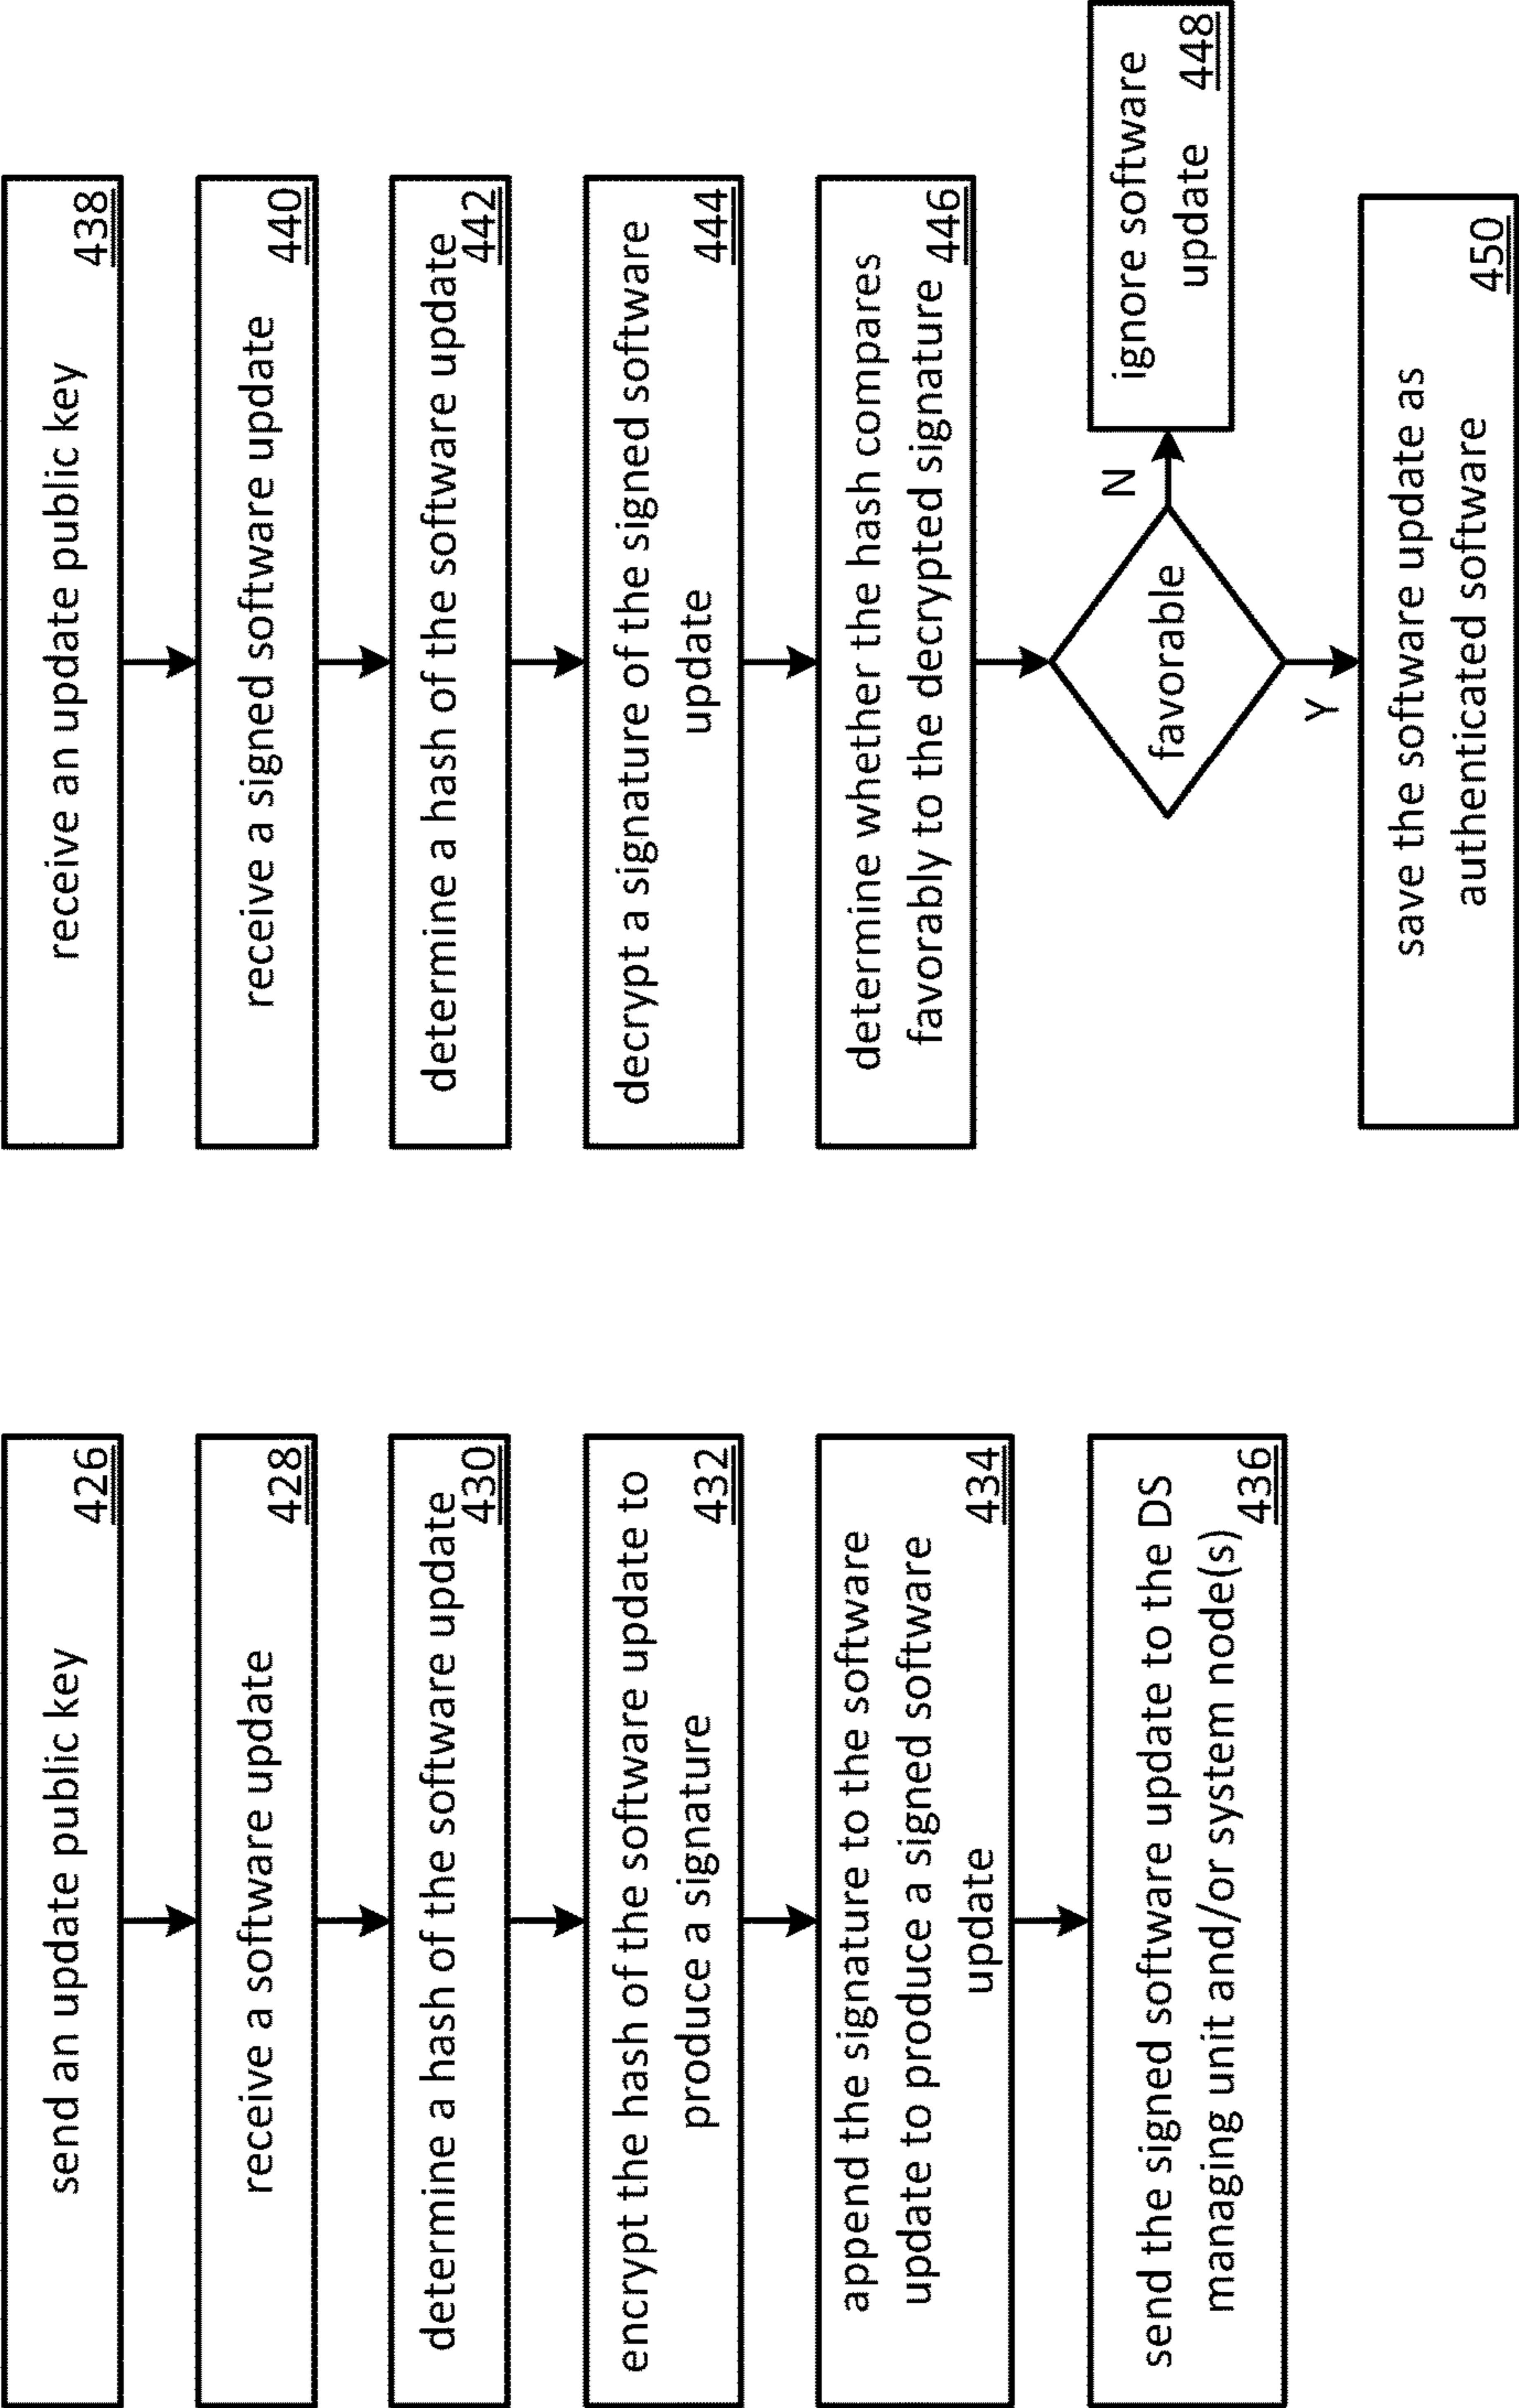 send an update public key
426
receive a software update
428
determine a hash of the software update
430
encrypt the hash of the software update to
produce a signature
432
append the signature to the software
update to produce a signed software
update
434
send the signed software update to the DS
managing unit and/or system node(s)
436
receive an update public key
438
receive a signed software update
440
determine a hash of the software update
442
decrypt a signature of the signed software
update
444
determine whether the hash compares
favorably to the decrypted signature
446
favorable
N
ignore software
update 448
Y
save the software update as
authenticated software
450